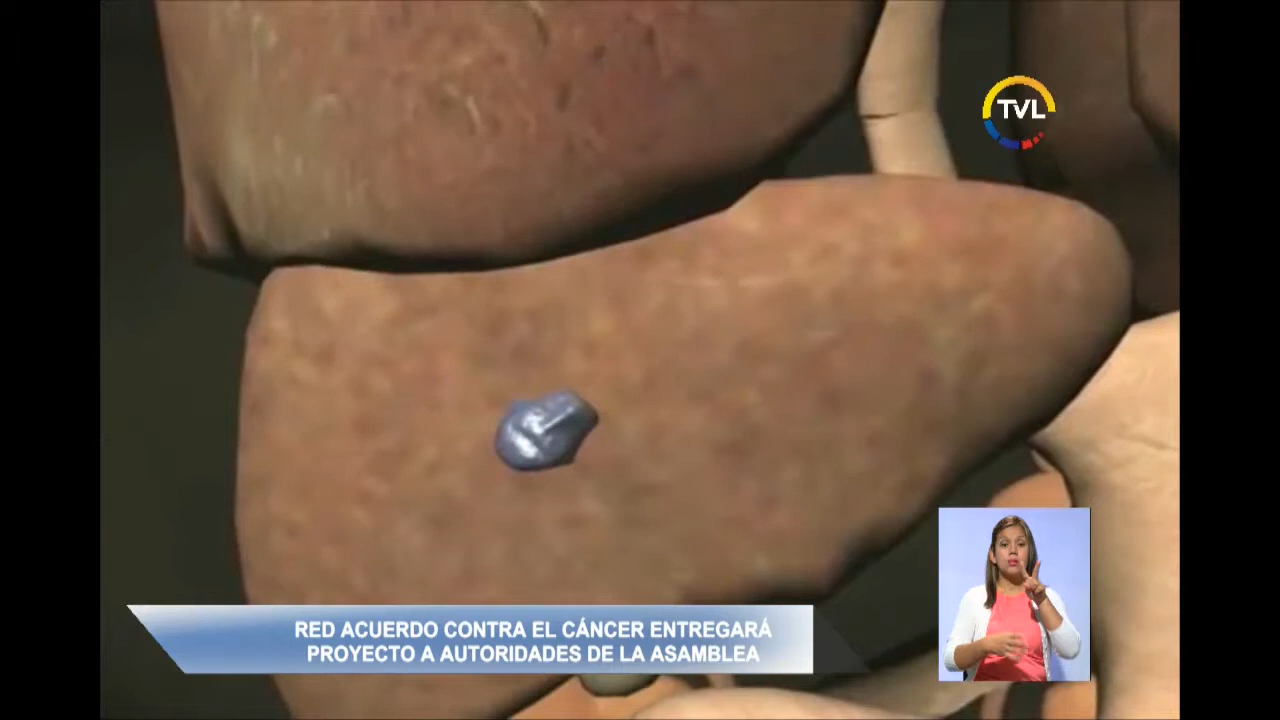 TVL
RED ACUERDO CONTRA EL CÁNCER ENTREGARÁ
PROYECTO A AUTORIDADES DE LA ASAMBLEA